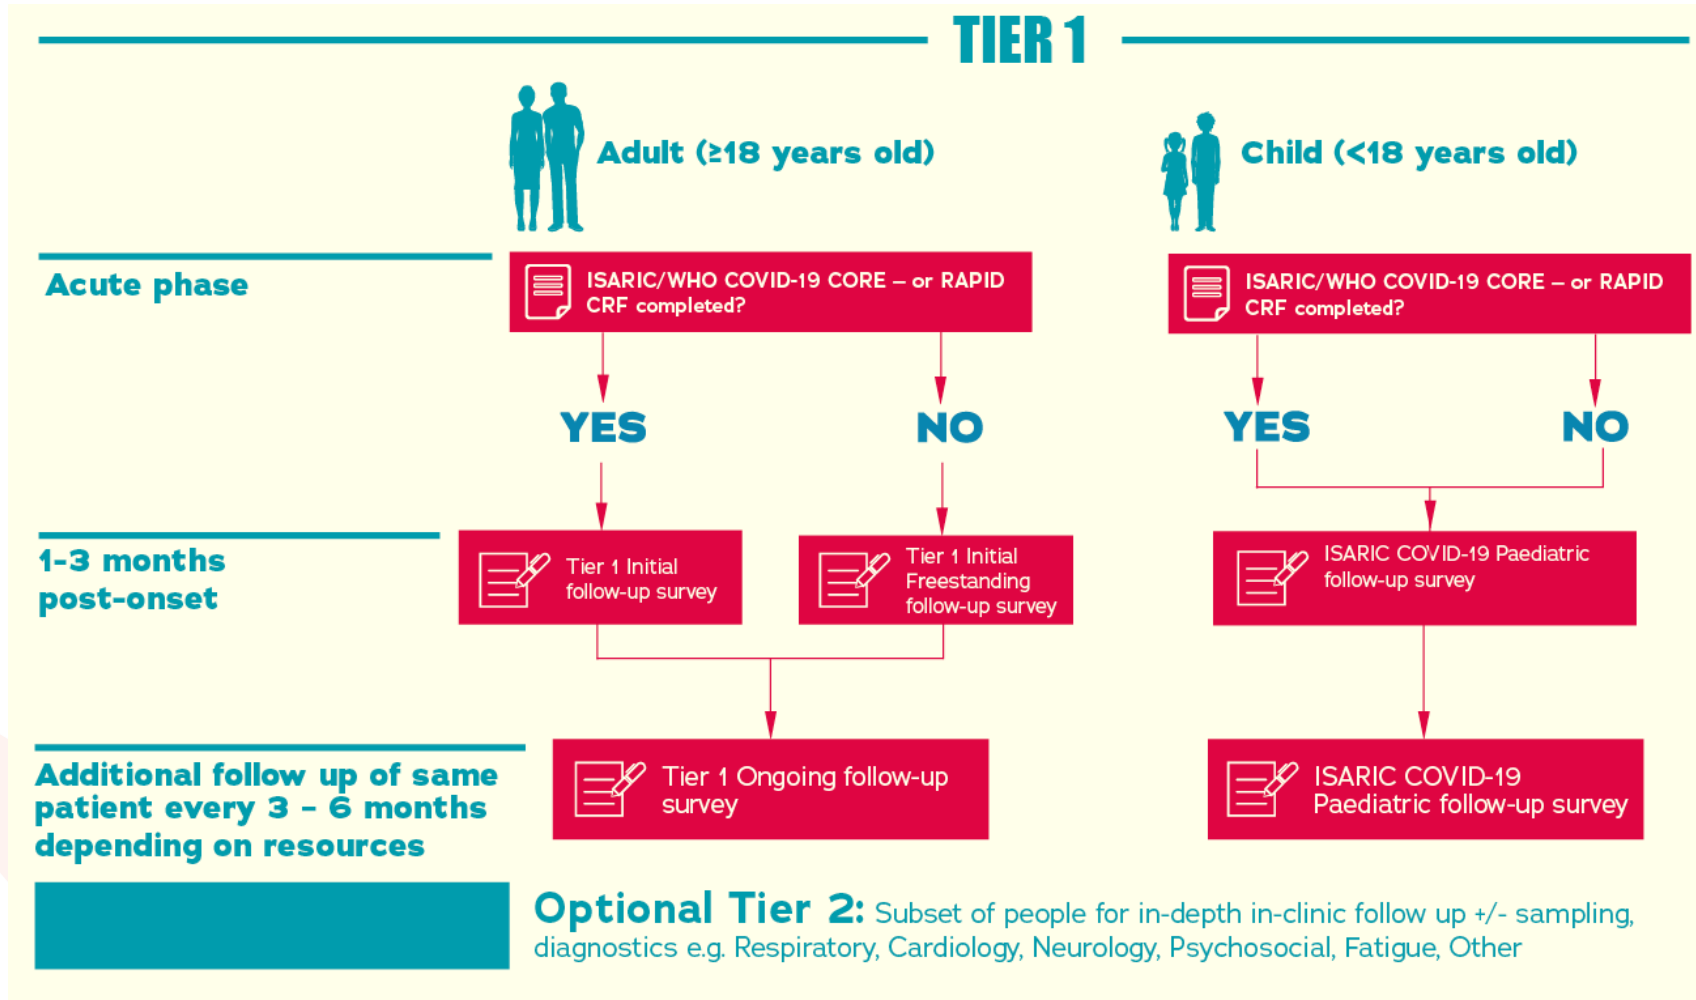 TIER 1
Adult (≥18 years old)
Child (<18 years old)
Acute phase
ISARIC/WHO COVID-19 CORE – or RAPID
CRF completed?
ISARIC/WHO COVID-19 CORE – or RAPID
CRF completed?
YES
NO
YES
NO
1-3 months
post-onset
Tier 1 Initial
follow-up survey
Tier 1 Initial
Freestanding
follow-up survey
ISARIC COVID-19 Paediatric
follow-up survey
Additional follow up of same
patient every 3 - 6 months
depending on resources
Tier 1 Ongoing follow-up
survey
ISARIC COVID-19
Paediatric follow-up survey
Optional Tier 2: Subset of people for in-depth in-clinic follow up +/- sampling,
diagnostics e.g. Respiratory, Cardiology, Neurology, Psychosocial, Fatigue, Other